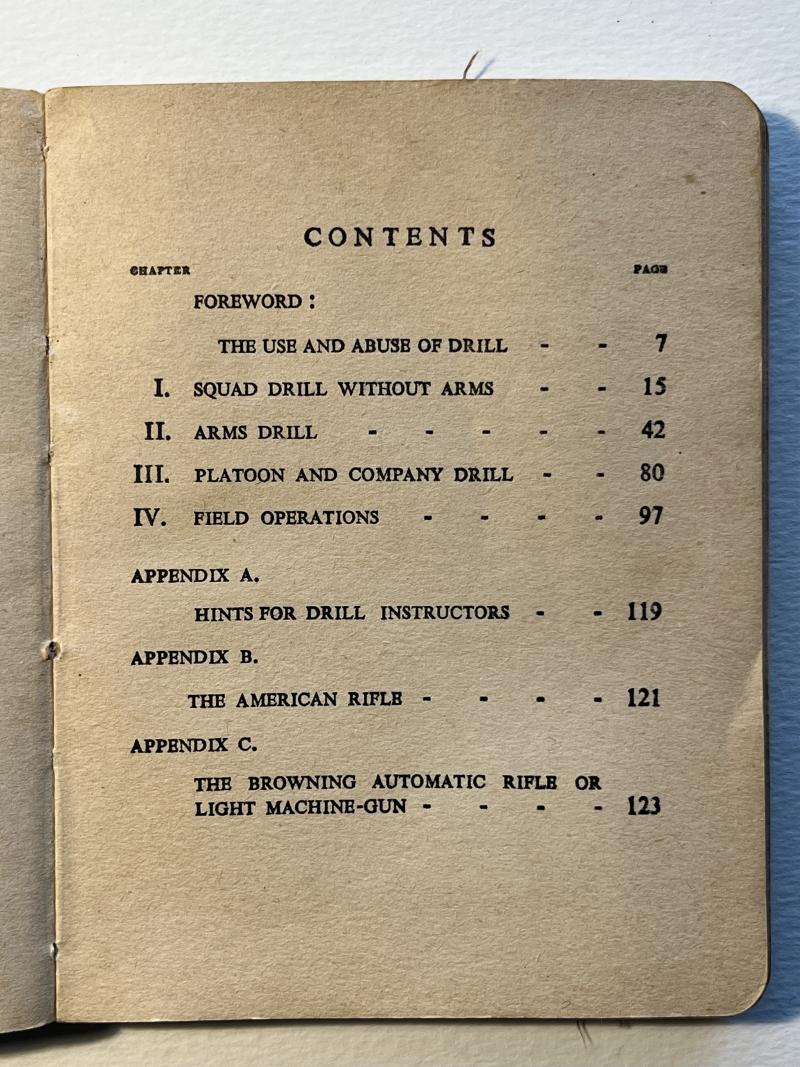 CONTENTS
CHAPTER PAGE
FOREWORD :
THE USE AND ABUSE OF DRILL - - 7
I. SQUAD DRILL WITHOUT ARMS - - 15
II. ARMS DRILL - - - - - 42
III. PLATOON AND COMPANY DRILL - - 80
IV. FIELD OPERATIONS - - - - 97
APPENDIX A.
HINTS FOR DRILL INSTRUCTORS - - 119
APPENDIX B.
THE AMERICAN RIFLE - - - - 121
APPENDIX C.
THE BROWNING AUTOMATIC RIFLE OR
LIGHT MACHINE-GUN - - - - 123